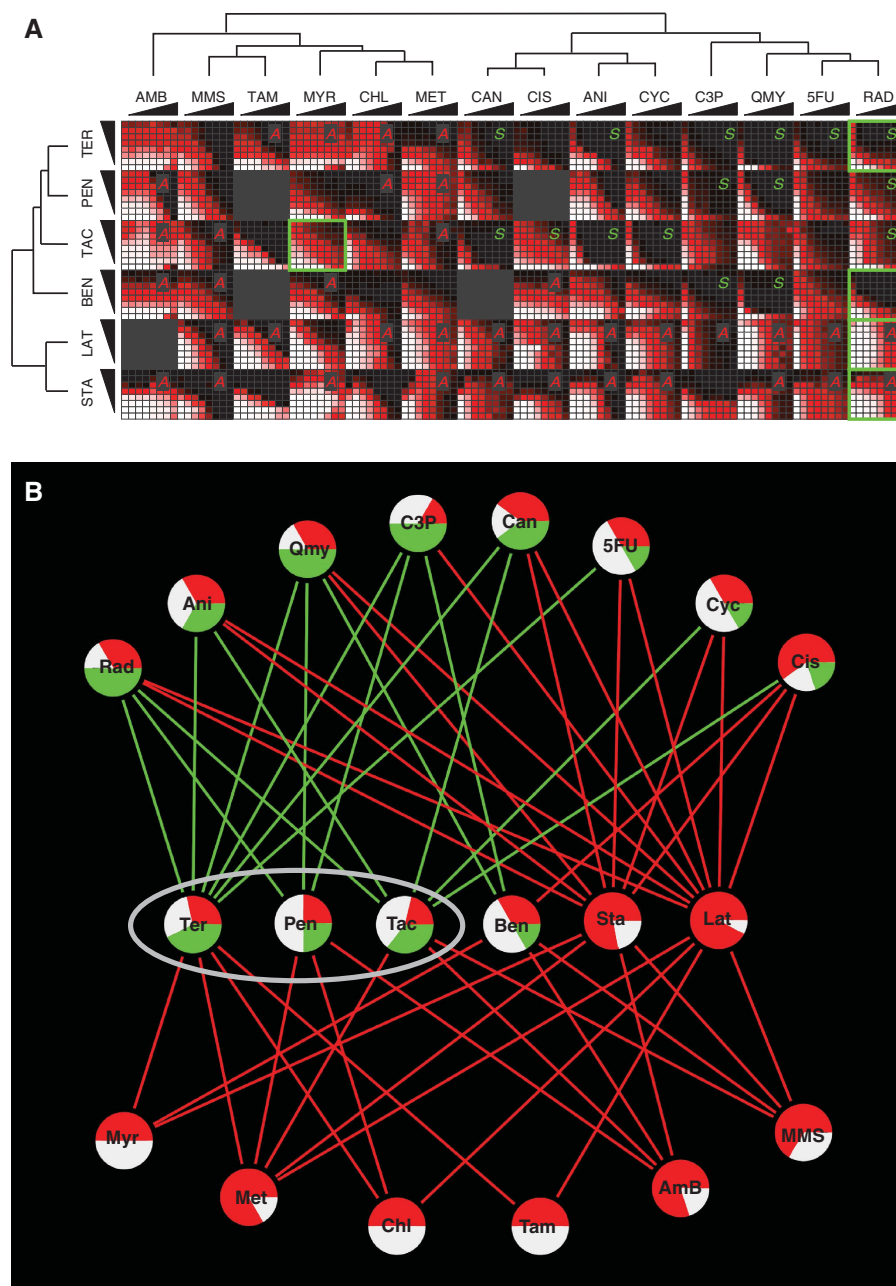 A
AMB MMS TAM MYR CHL MET CAN CIS ANI CYC C3P QMY 5FU RAD
TER A A A A S S S S S S
PEN A A A S S S
TAC A A A S S S S S
BEN A A A A S S
LAT A A A A A A A A A A A A
STA A A A A A A A A A A A
B
C3P Can
Qmy 5FU
Ani Cyc
Rad Cis
Ter Pen Tac Ben Sta Lat
Myr MMS
Met AmB
Chl Tam